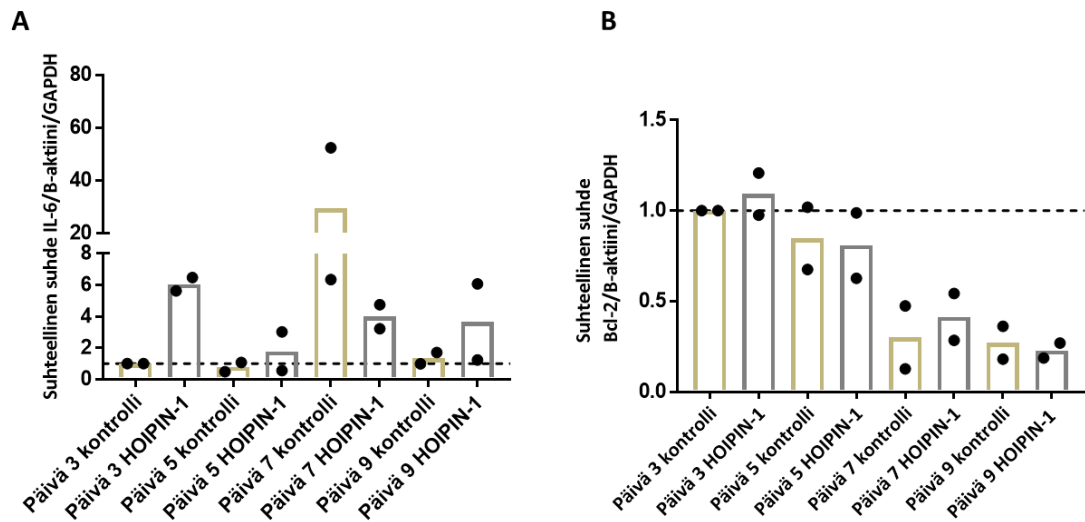 A
Suhteellinen suhde IL-6/B-aktiini/GAPDH
80
60
40
20
8
6
4
2
0
Päivä 3 kontrolli
Päivä 3 HOIPIN-1
Päivä 5 kontrolli
Päivä 5 HOIPIN-1
Päivä 7 kontrolli
Päivä 7 HOIPIN-1
Päivä 9 kontrolli
Päivä 9 HOIPIN-1
B
Suhteellinen suhde
Bcl-2/B-aktiini/GAPDH
1.5
1.0
0.5
0.0
Päivä 3 kontrolli
Päivä 3 HOIPIN-1
Päivä 5 kontrolli
Päivä 5 HOIPIN-1
Päivä 7 kontrolli
Päivä 7 HOIPIN-1
Päivä 9 kontrolli
Päivä 9 HOIPIN-1